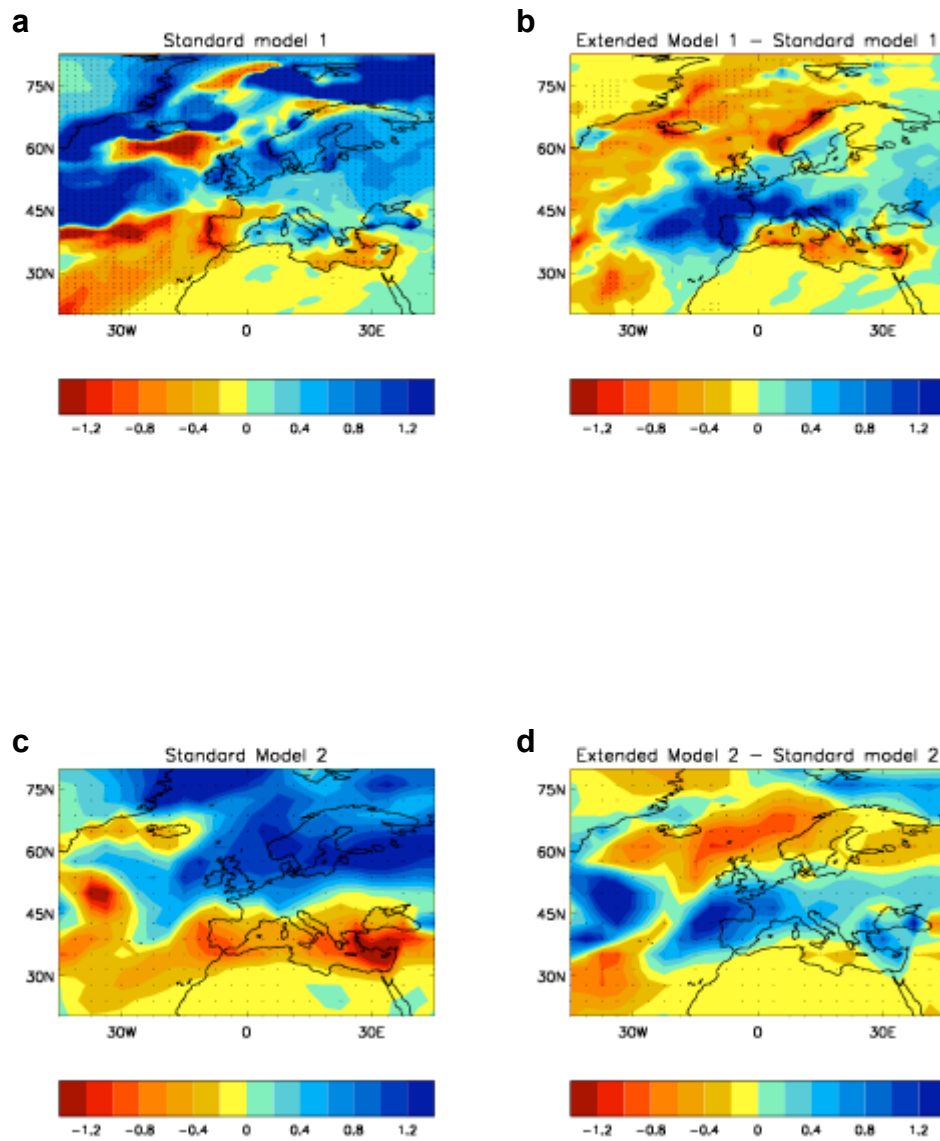 a
b
Standard model 1
Extended Model 1 – Standard model 1
75N
60N
45N
30N
30W 0 30E
75N
60N
45N
30N
30W 0 30E
−1.2 −0.8 −0.4 0 0.4 0.8 1.2
−1.2 −0.8 −0.4 0 0.4 0.8 1.2
c
d
Standard Model 2
Extended Model 2 – Standard model 2
75N
60N
45N
30N
30W 0 30E
75N
60N
45N
30N
30W 0 30E
−1.2 −0.8 −0.4 0 0.4 0.8 1.2
−1.2 −0.8 −0.4 0 0.4 0.8 1.2